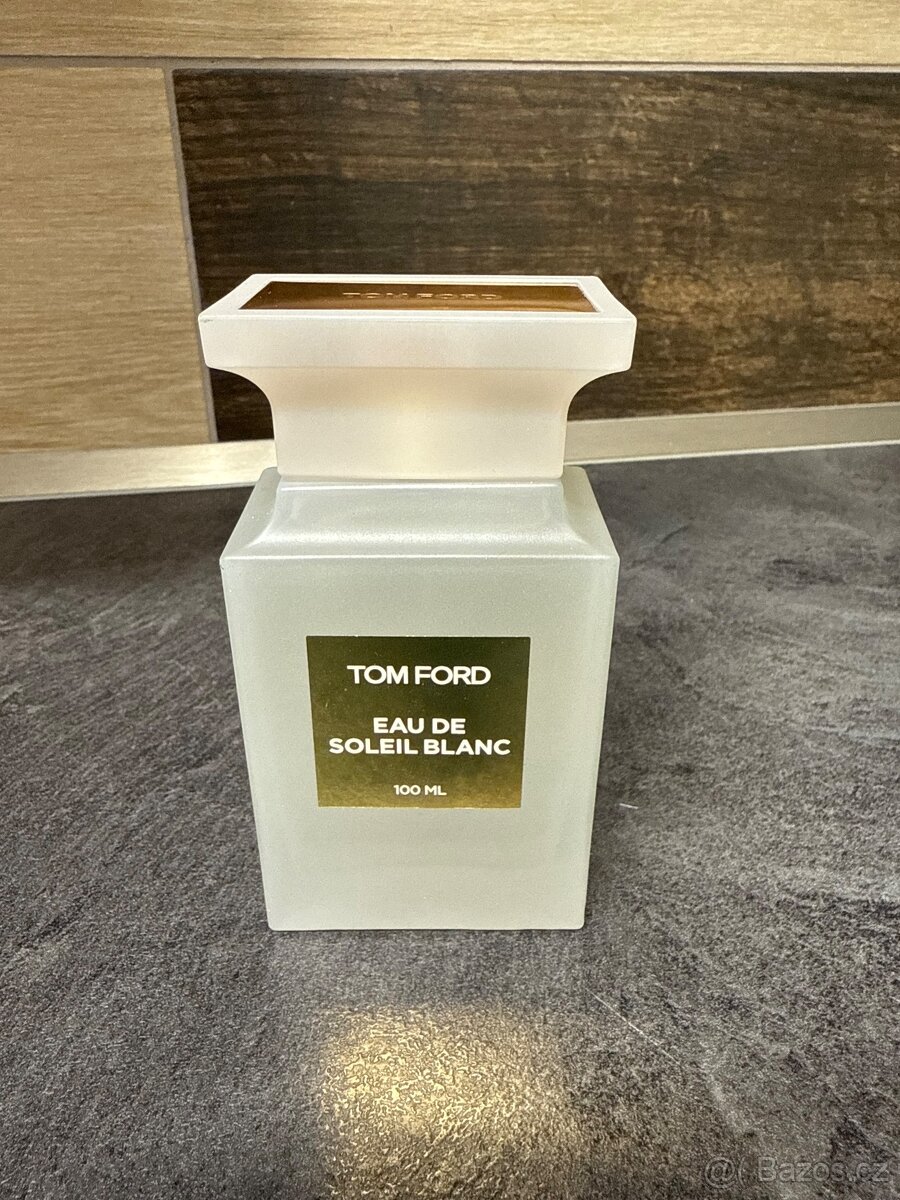 TOM FORD
TOM FORD
EAU DE
SOLEIL BLANC
100 ML
@ Bazos.cz